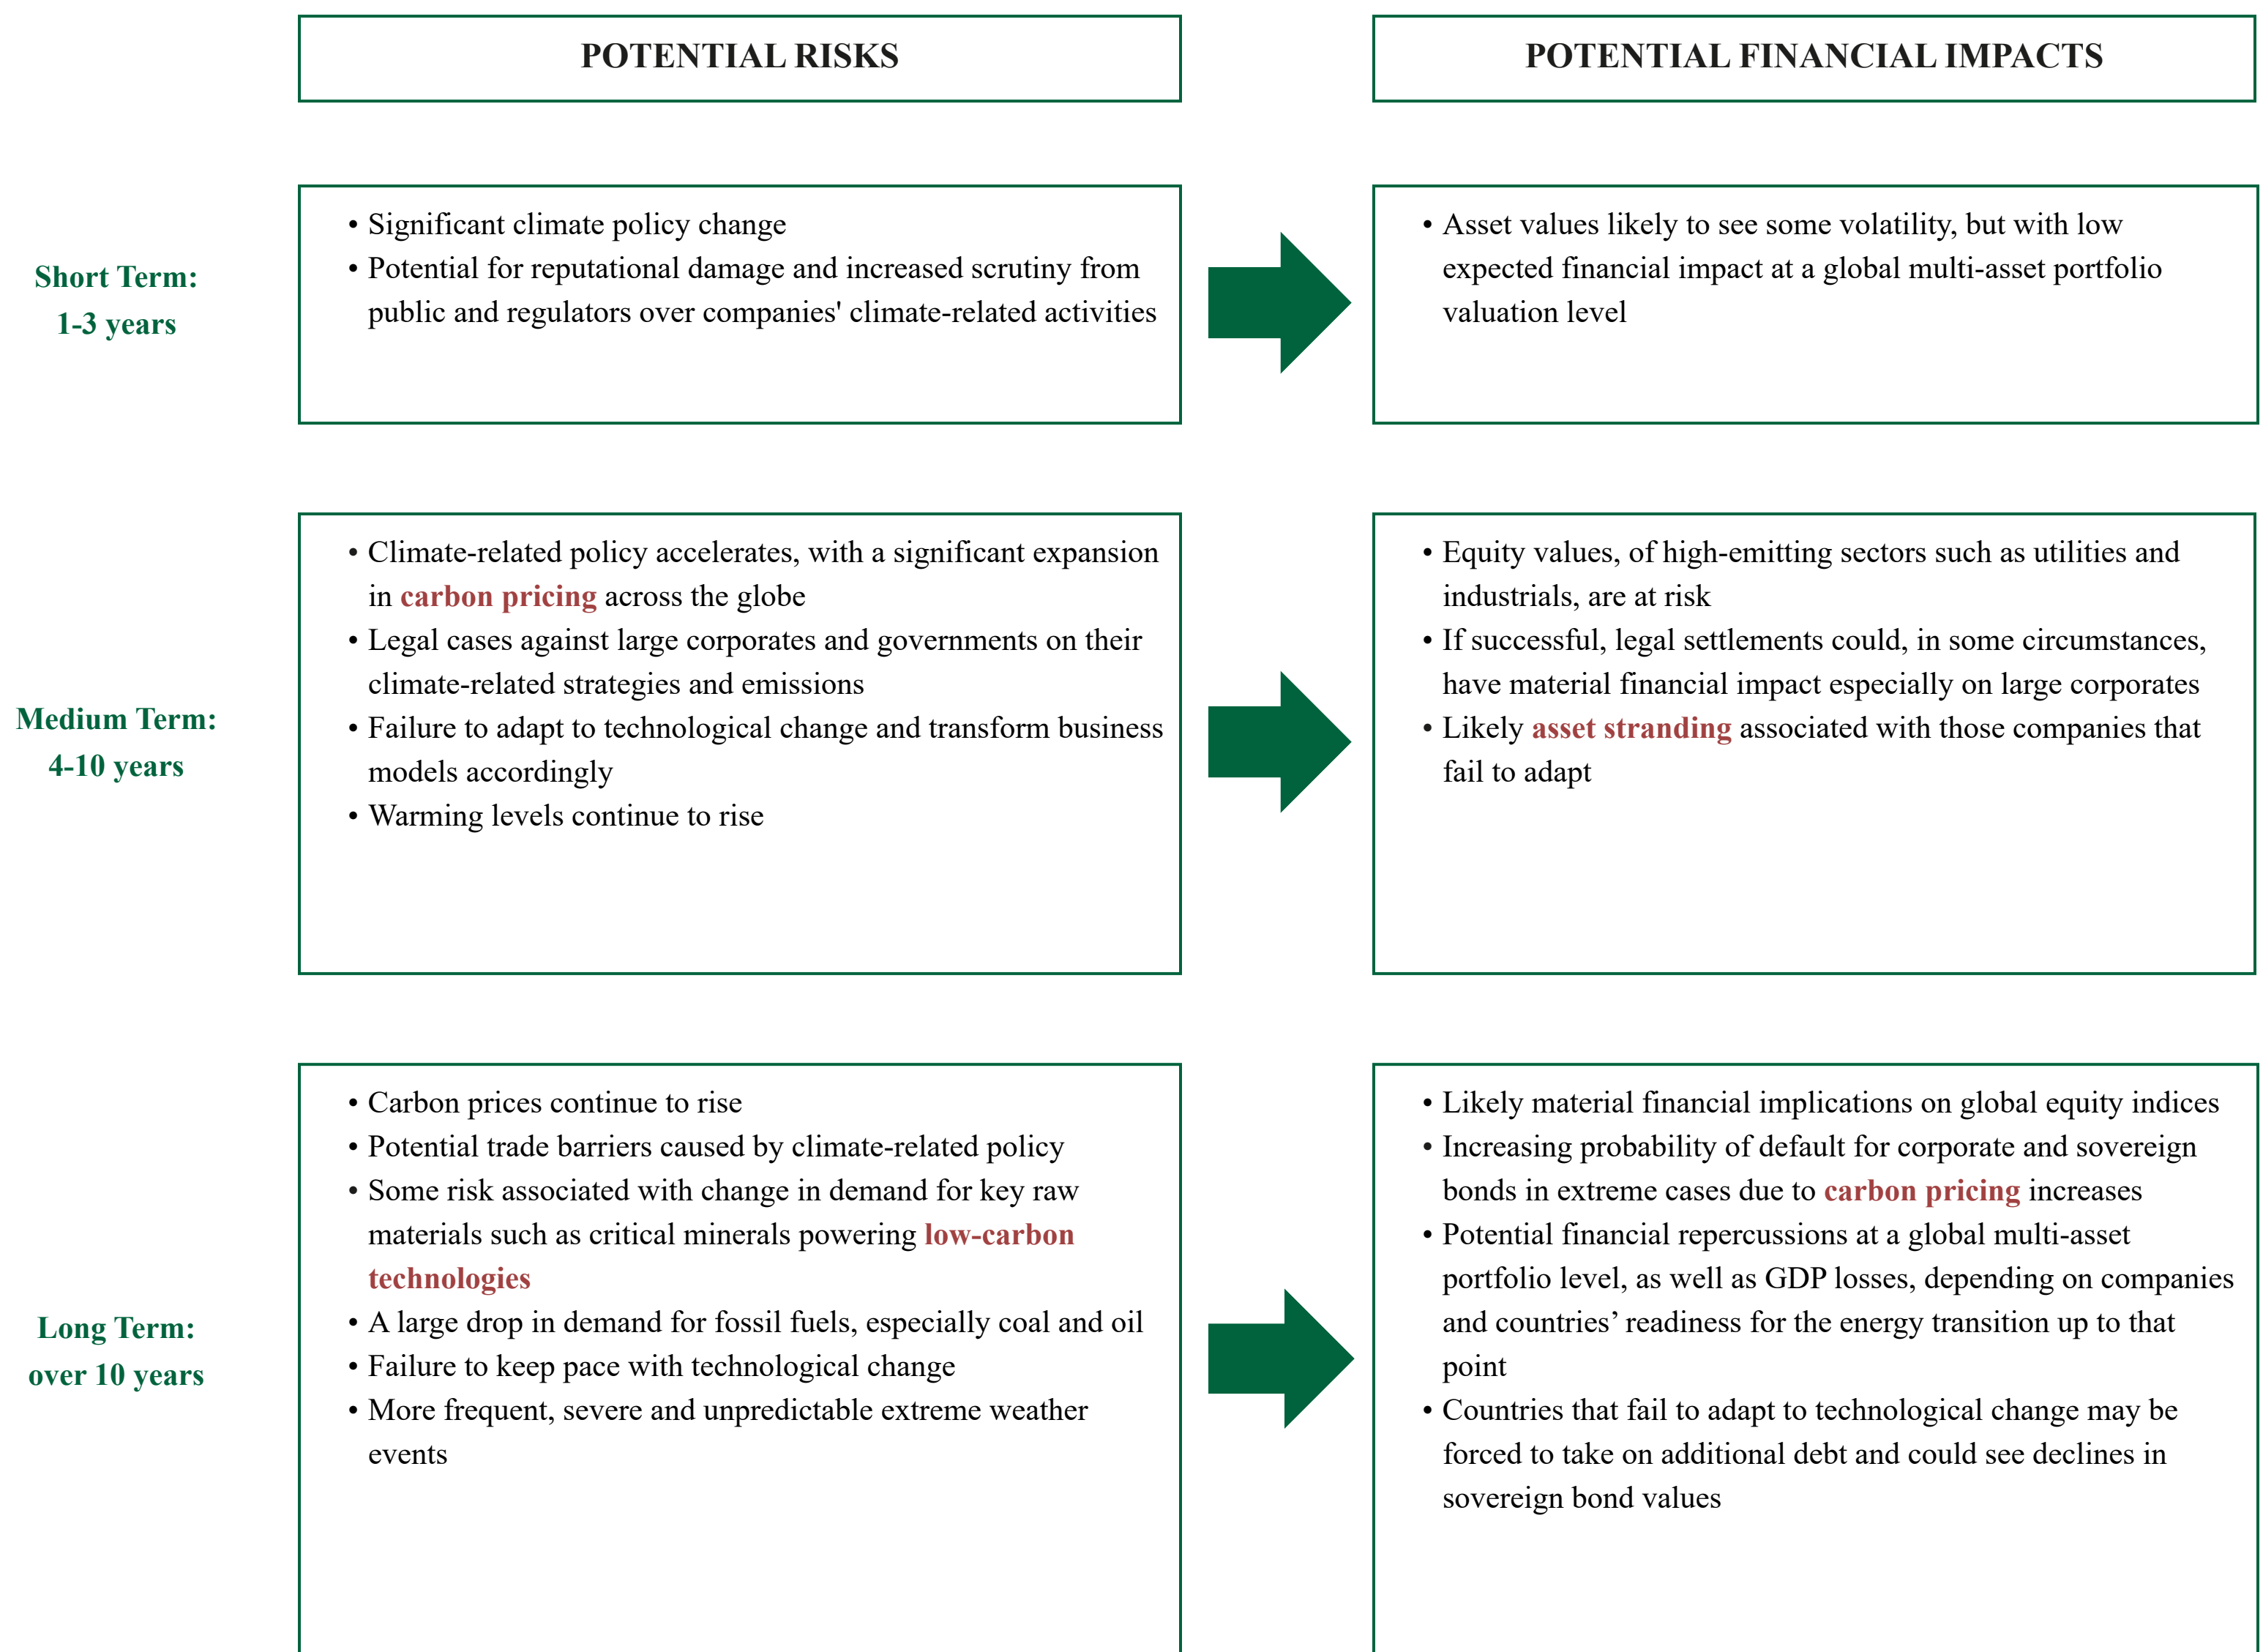 POTENTIAL RISKS
POTENTIAL FINANCIAL IMPACTS
Short Term:
1-3 years
• Significant climate policy change
• Potential for reputational damage and increased scrutiny from
public and regulators over companies' climate-related activities
• Asset values likely to see some volatility, but with low
expected financial impact at a global multi-asset portfolio
valuation level
Medium Term:
4-10 years
• Climate-related policy accelerates, with a significant expansion
in carbon pricing across the globe
• Legal cases against large corporates and governments on their
climate-related strategies and emissions
• Failure to adapt to technological change and transform business
models accordingly
• Warming levels continue to rise
• Equity values, of high-emitting sectors such as utilities and
industrials, are at risk
• If successful, legal settlements could, in some circumstances,
have material financial impact especially on large corporates
• Likely asset stranding associated with those companies that
fail to adapt
Long Term:
over 10 years
• Carbon prices continue to rise
• Potential trade barriers caused by climate-related policy
• Some risk associated with change in demand for key raw
materials such as critical minerals powering low-carbon
technologies
• A large drop in demand for fossil fuels, especially coal and oil
• Failure to keep pace with technological change
• More frequent, severe and unpredictable extreme weather
events
• Likely material financial implications on global equity indices
• Increasing probability of default for corporate and sovereign
bonds in extreme cases due to carbon pricing increases
• Potential financial repercussions at a global multi-asset
portfolio level, as well as GDP losses, depending on companies
and countries’ readiness for the energy transition up to that
point
• Countries that fail to adapt to technological change may be
forced to take on additional debt and could see declines in
sovereign bond values